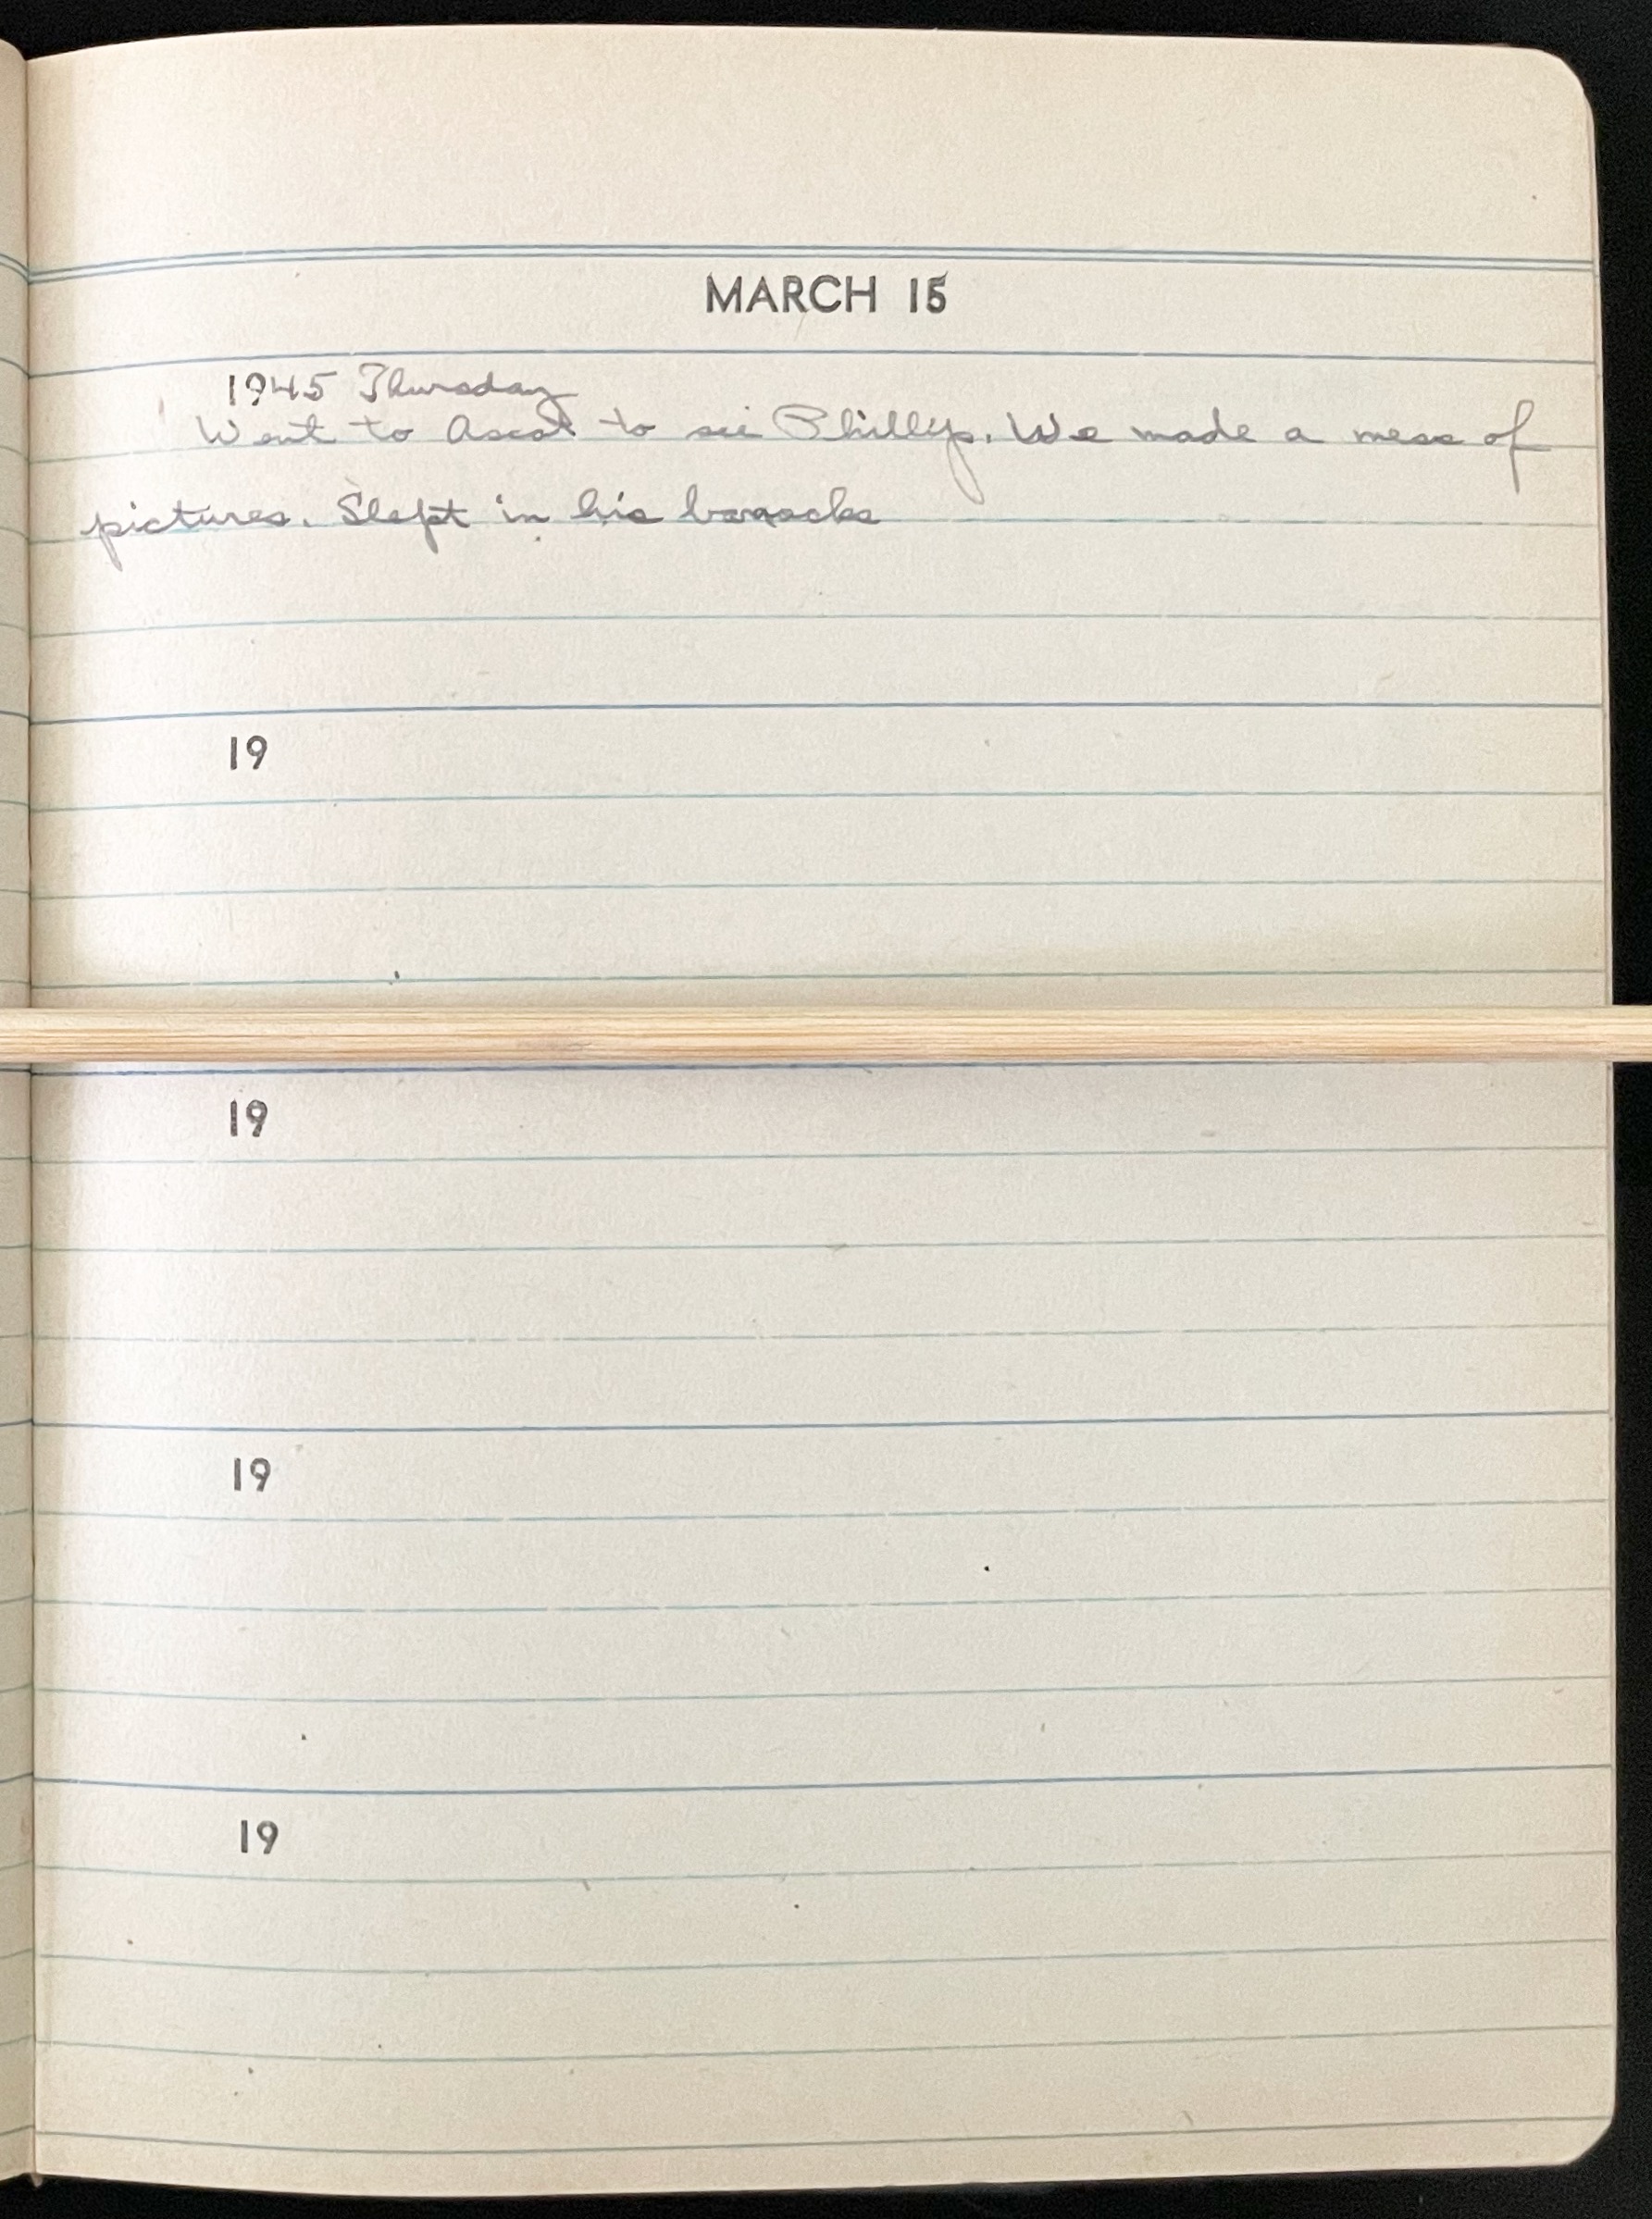 MARCH 15
1945 Thursday
Went to Ascot to see Philly. We made a mess of
pictures. Slept in his barracks
19
19
19
19